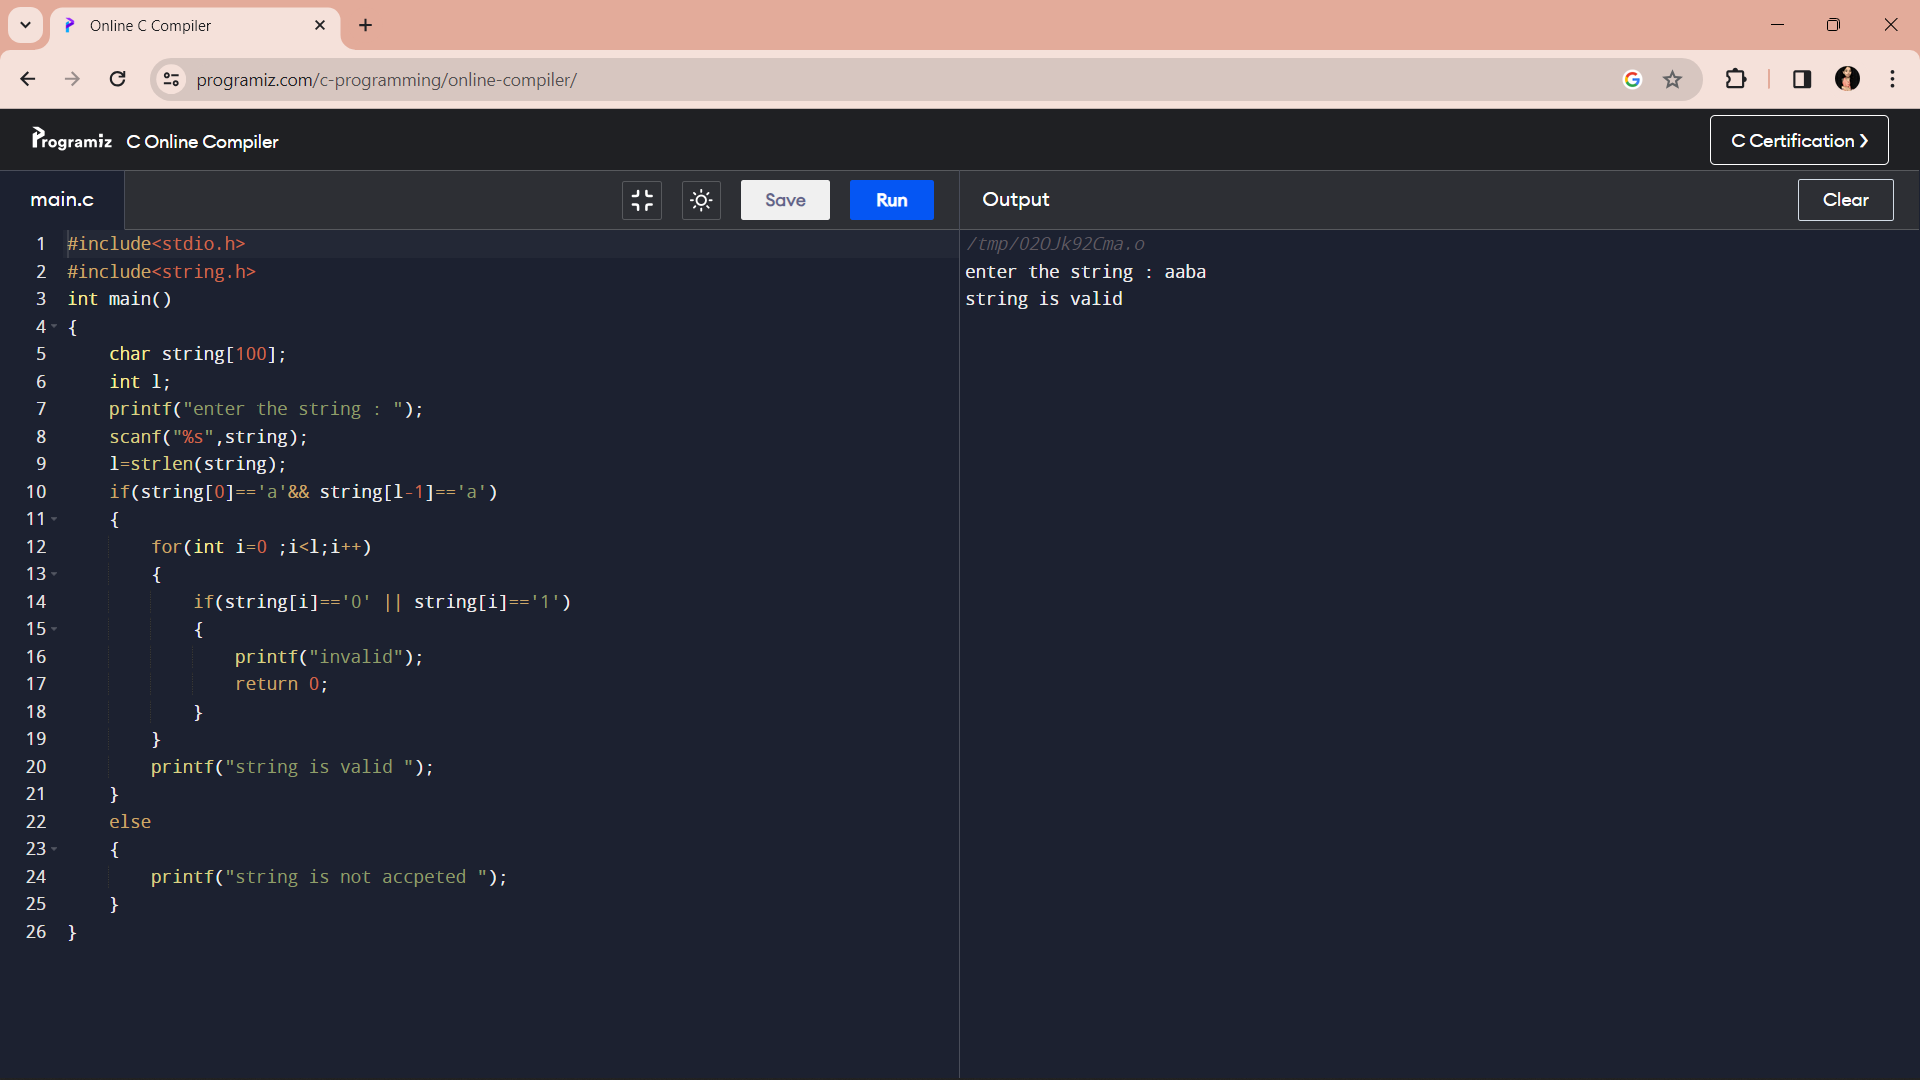 Online C Compiler
programiz.com/c-programming/online-compiler/
Programiz C Online Compiler
C Certification
main.c
Save
Run
Output
Clear
1 #include<stdio.h>
2 #include<string.h>
3 int main()
4 {
5 char string[100];
6 int l;
7 printf("enter the string : ");
8 scanf("%s",string);
9 l=strlen(string);
10 if(string[0]=='a'&& string[l-1]=='a')
11 {
12 for(int i=0 ;i<l;i++)
13 {
14 if(string[i]=='0' || string[i]=='1')
15 {
16 printf("invalid");
17 return 0;
18 }
19 }
20 printf("string is valid ");
21 }
22 else
23 {
24 printf("string is not accpeted ");
25 }
26 }
/tmp/02OJk92Cma.o
enter the string : aaba
string is valid